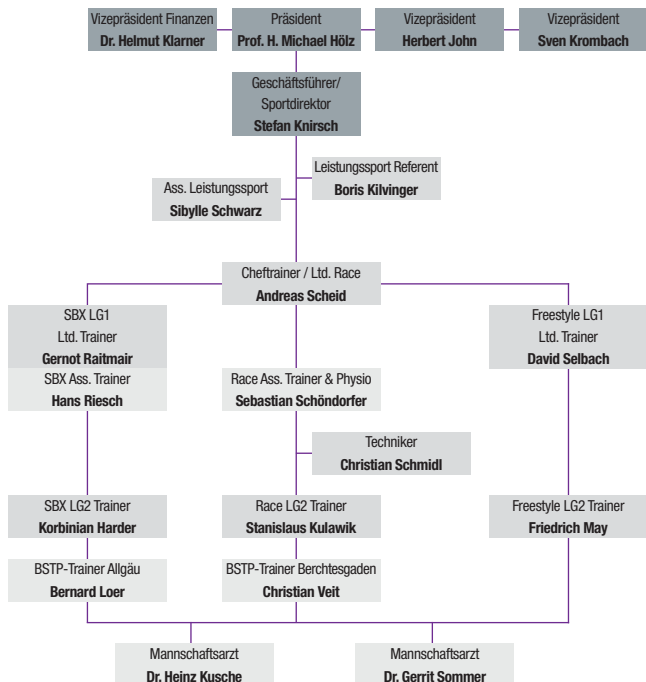 Vizepräsident Finanzen
Dr. Helmut Klarner
Präsident
Prof. H. Michael Hölz
Vizepräsident
Herbert John
Vizepräsident
Sven Krombach
Geschäftsführer/
Sportdirektor
Stefan Knirsch
Leistungssport Referent
Boris Kilvinger
Ass. Leistungssport
Sibylle Schwarz
Cheftrainer / Ltd. Race
Andreas Scheid
SBX LG1
Ltd. Trainer
Gernot Raitmair
SBX Ass. Trainer
Hans Riesch
Race Ass. Trainer & Physio
Sebastian Schöndorfer
Freestyle LG1
Ltd. Trainer
David Selbach
Techniker
Christian Schmidl
SBX LG2 Trainer
Korbinian Harder
Race LG2 Trainer
Stanislaus Kulawik
Freestyle LG2 Trainer
Friedrich May
BSTP-Trainer Allgäu
Bernard Loer
BSTP-Trainer Berchtesgaden
Christian Veit
Mannschaftsarzt
Dr. Heinz Kusche
Mannschaftsarzt
Dr. Gerrit Sommer